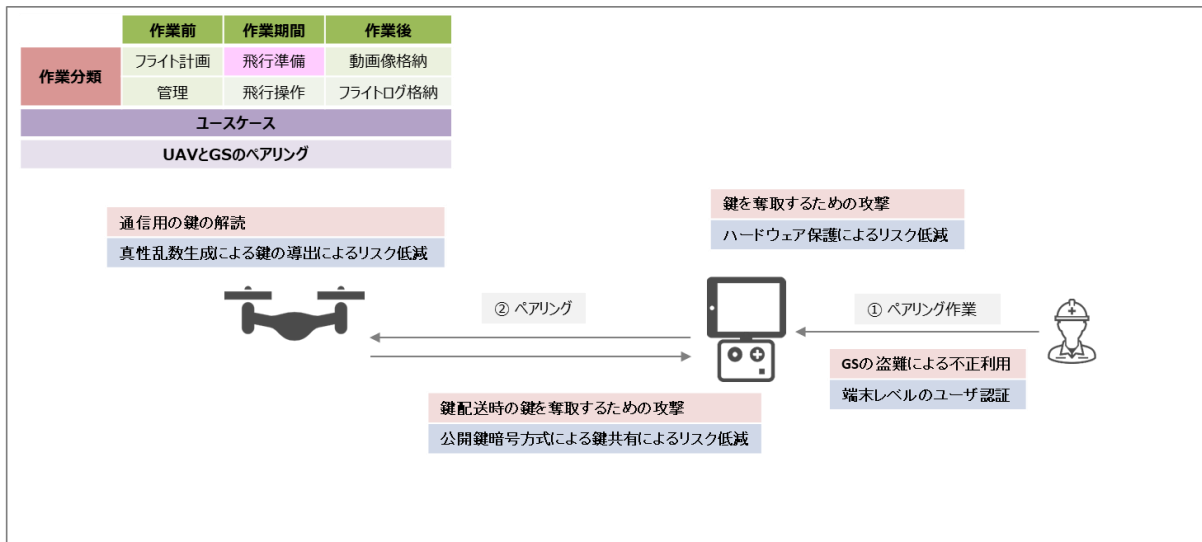 作業前 作業期間 作業後
作業分類 フライト計画 飛行準備 動画像格納
管理 飛行操作 フライトログ格納
ユースケース
UAVとGSのペアリング
通信用の鍵の解読
真性乱数生成による鍵の導出によるリスク低減
鍵を奪取するための攻撃
ハードウェア保護によるリスク低減
② ペアリング
① ペアリング作業
GSの盗難による不正利用
端末レベルのユーザ認証
鍵配送時の鍵を奪取するための攻撃
公開鍵暗号方式による鍵共有によるリスク低減